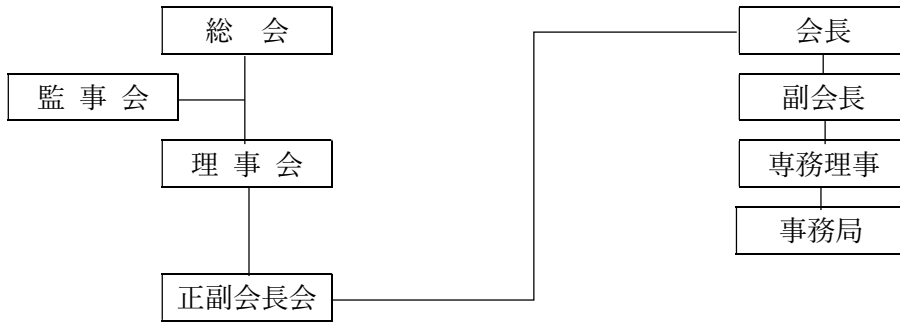 総　会
監 事 会
理 事 会
正副会長会
会長
副会長
専務理事
事務局